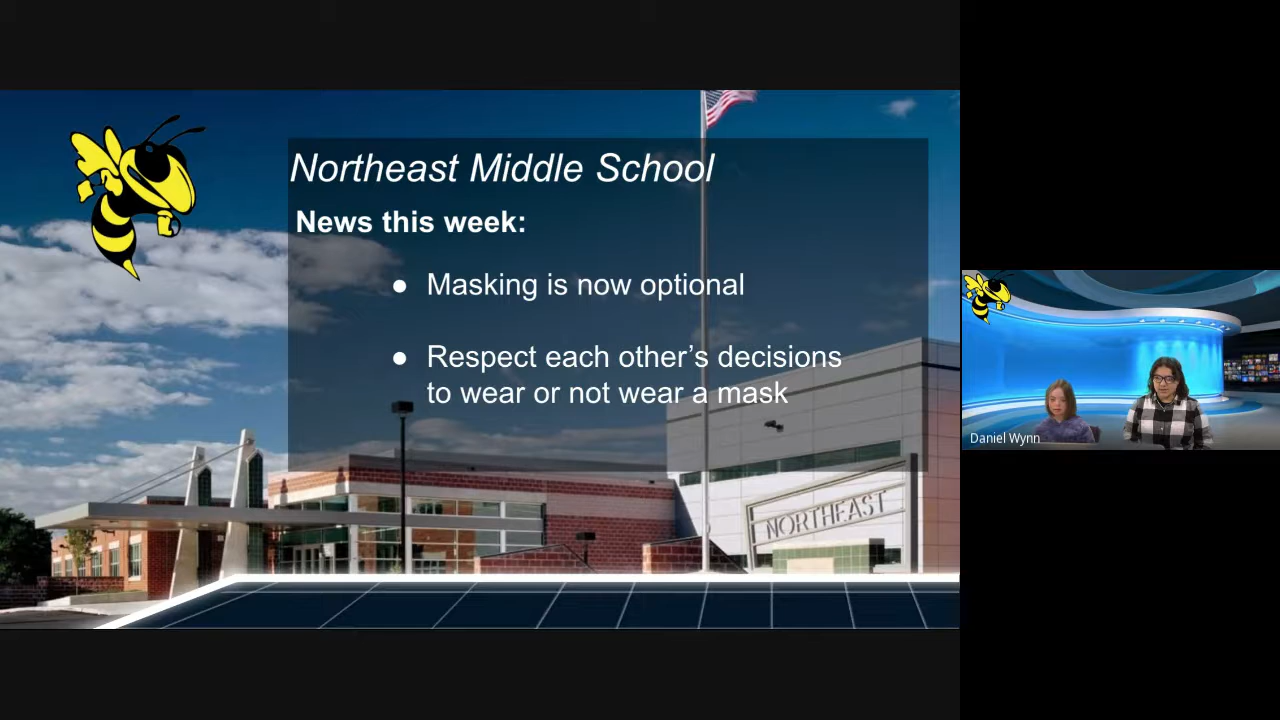 Northeast Middle School
News this week:
● Masking is now optional
● Respect each other’s decisions
to wear or not wear a mask
NORTHEAST
Daniel Wynn